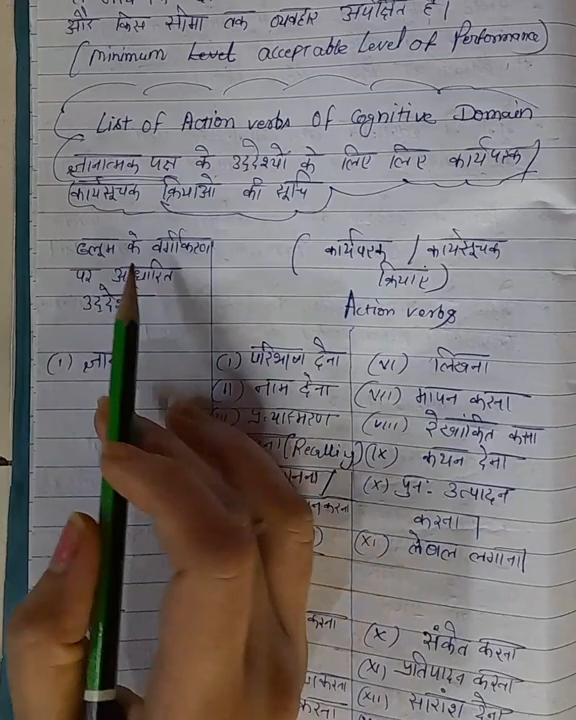 और किस सीमा तक व्यवहार अपेक्षित है।
(Minimum Level acceptable Level of Performance)
List of Action verbs of Cognitive Domain
ज्ञानात्मक पक्ष के उद्देश्यों के लिए लिए कार्यपरक /
कार्यसूचक क्रियाओं की सूचि
ब्लूम के वर्गीकरण
पर आधारित
(कार्यपरक / कार्यसूचक
क्रियाएं)
Action verbs
(i)
(i) परिभाषा देना
(vi) लिखना
(ii) नाम देना
(vii) मापन करना
प्रत्यास्मरण
(viii) रेखांकित करना
(Recalliy)
(ix) कथन देना
(x) पुनः उत्पादन
करना
(xi) लेबल लगाना
करना
(x) संकेत करना
(xi) प्रतिपादन करना
करना
(xii) सारांश देना